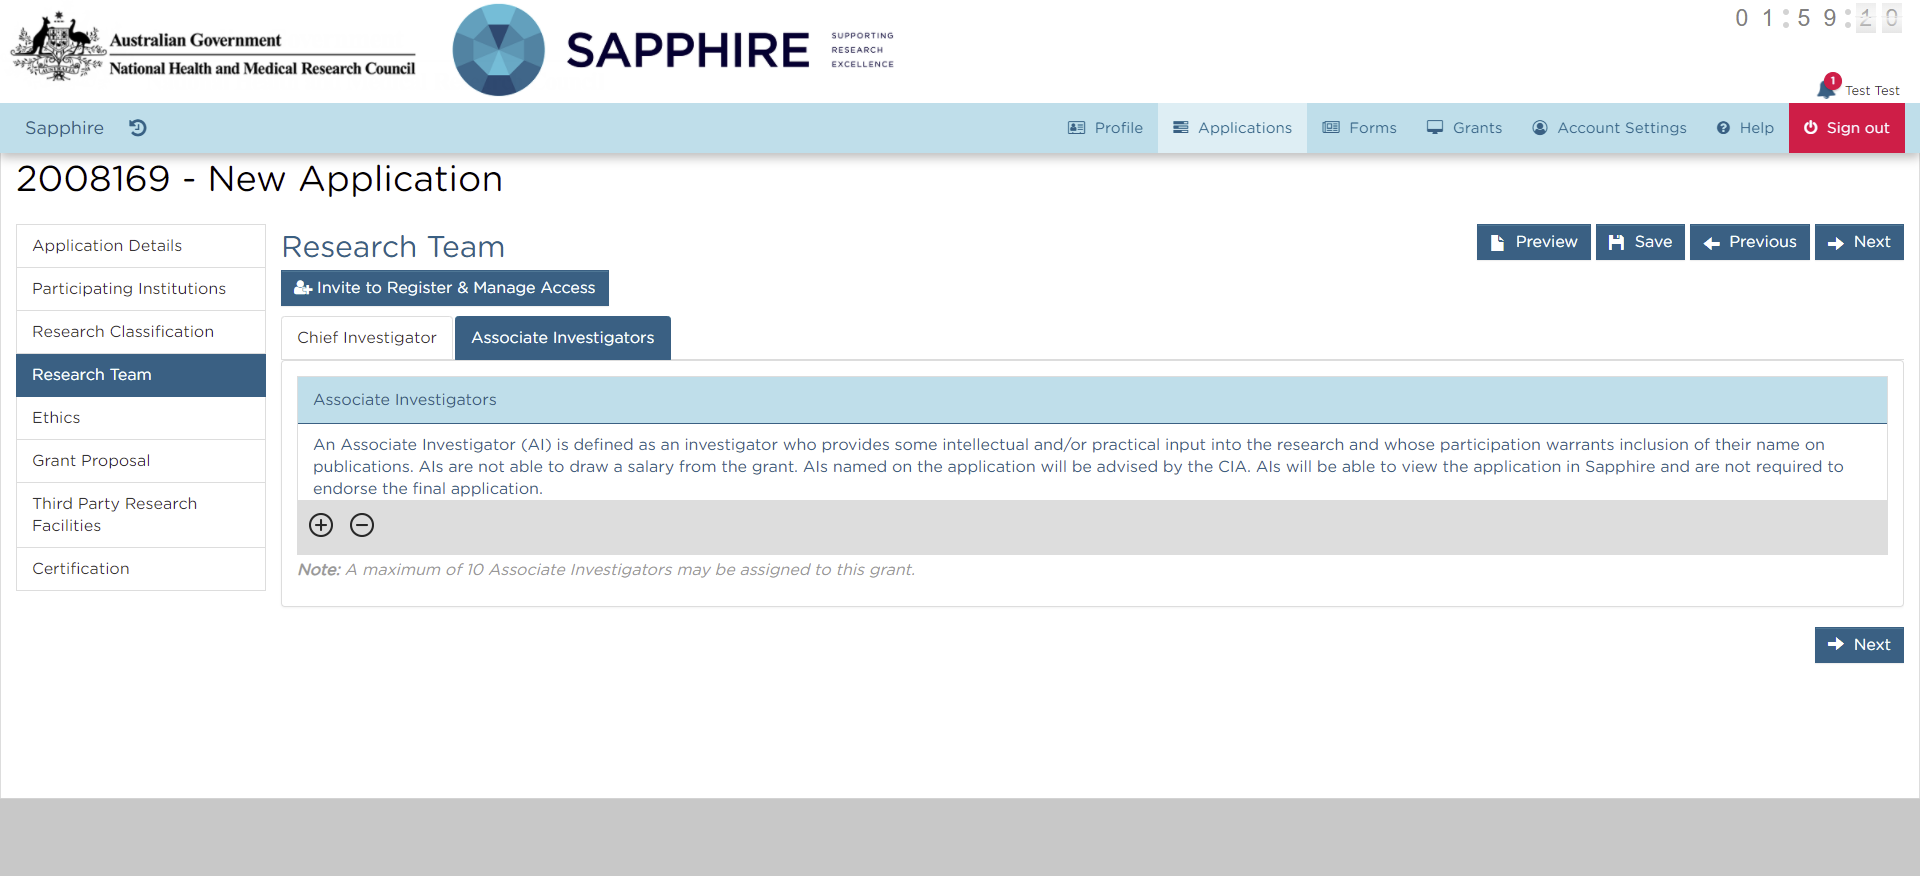 Australian Government
National Health and Medical Research Council
SAPPHIRE
SUPPORTING
RESEARCH
EXCELLENCE
01:59:10
1
Test Test
Sapphire
Profile
Applications
Forms
Grants
Account Settings
Help
Sign out
2008169 - New Application
Application Details
Participating Institutions
Research Classification
Research Team
Ethics
Grant Proposal
Third Party Research
Facilities
Certification
Research Team
Preview
Save
Previous
Next
Invite to Register & Manage Access
Chief Investigator
Associate Investigators
Associate Investigators
An Associate Investigator (AI) is defined as an investigator who provides some intellectual and/or practical input into the research and whose participation warrants inclusion of their name on
publications. AIs are not able to draw a salary from the grant. AIs named on the application will be advised by the CIA. AIs will be able to view the application in Sapphire and are not required to
endorse the final application.
Note: A maximum of 10 Associate Investigators may be assigned to this grant.
Next